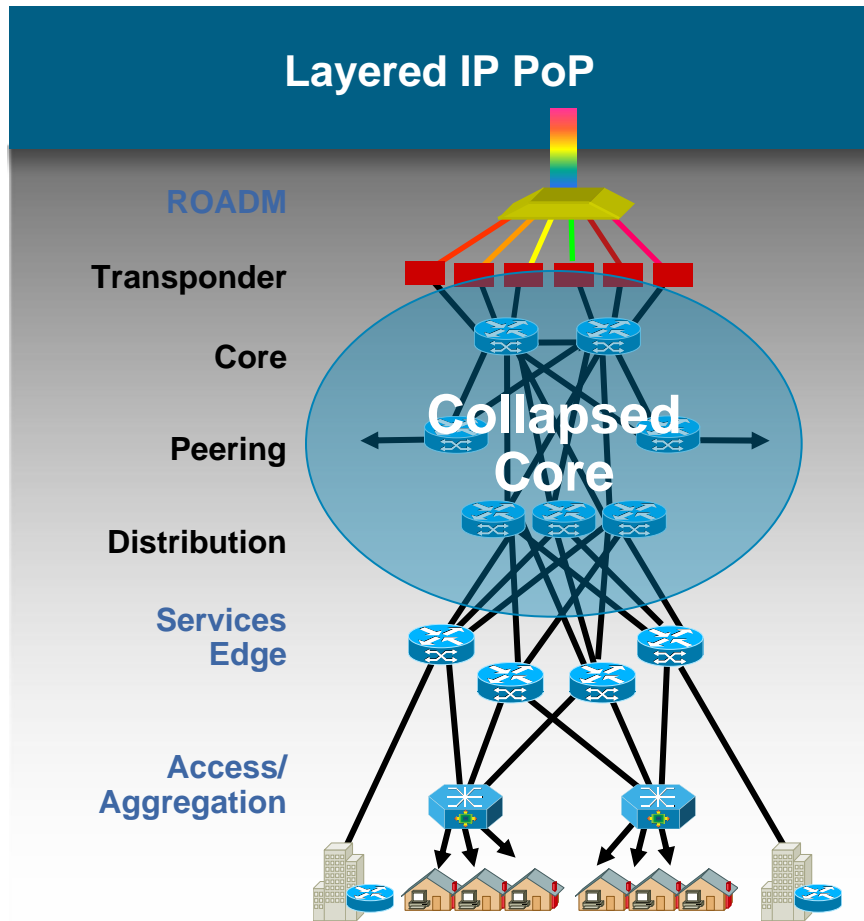 Layered IP PoP
ROADM
Transponder
Core
Collapsed
Core
Peering
Distribution
Services
Edge
Access/
Aggregation